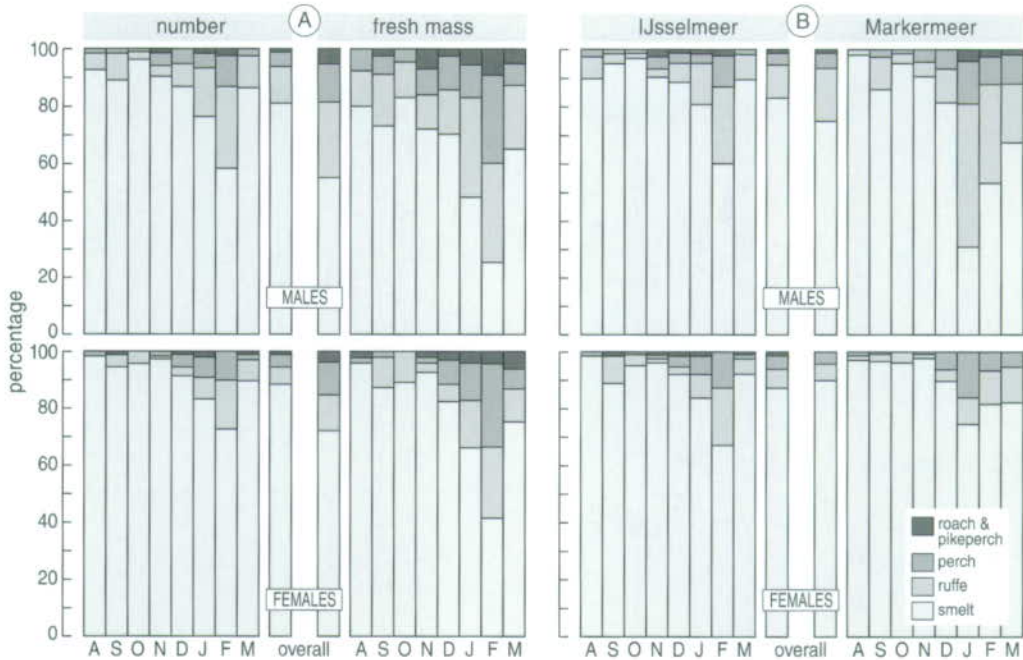 A B
number fresh mass IJsselmeer Markermeer
100
80
60
40
20
0
MALES MALES
percentage
100
80
60
40
20
0
FEMALES FEMALES
roach &
pikeperch
perch
ruffe
smelt
A S O N D J F M overall A S O N D J F M A S O N D J F M overall A S O N D J F M